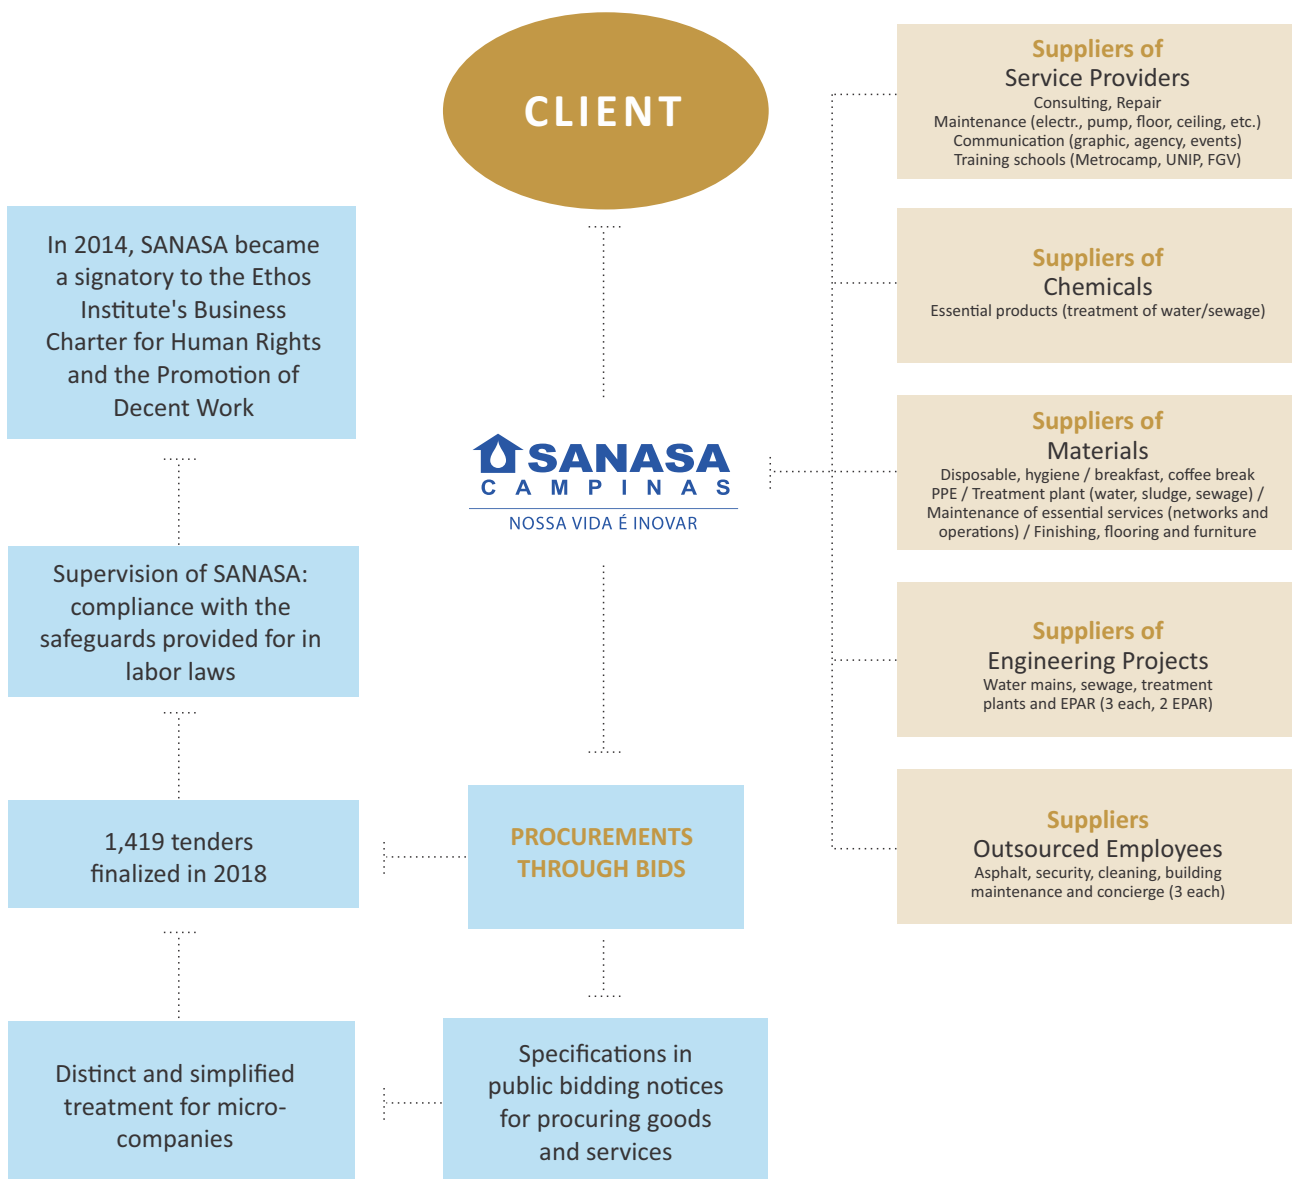 CLIENT
In 2014, SANASA became
a signatory to the Ethos
Institute's Business
Charter for Human Rights
and the Promotion of
Decent Work
SANASA
CAMPINAS
NOSSA VIDA É INOVAR
Supervision of SANASA:
compliance with the
safeguards provided for in
labor laws
1,419 tenders
finalized in 2018
PROCUREMENTS
THROUGH BIDS
Distinct and simplified
treatment for micro-
companies
Specifications in
public bidding notices
for procuring goods
and services
Suppliers of
Service Providers
Consulting, Repair
Maintenance (electr., pump, floor, ceiling, etc.)
Communication (graphic, agency, events)
Training schools (Metrocamp, UNIP, FGV)
Suppliers of
Chemicals
Essential products (treatment of water/sewage)
Suppliers of
Materials
Disposable, hygiene / breakfast, coffee break
PPE / Treatment plant (water, sludge, sewage) /
Maintenance of essential services (networks and
operations) / Finishing, flooring and furniture
Suppliers of
Engineering Projects
Water mains, sewage, treatment
plants and EPAR (3 each, 2 EPAR)
Suppliers
Outsourced Employees
Asphalt, security, cleaning, building
maintenance and concierge (3 each)